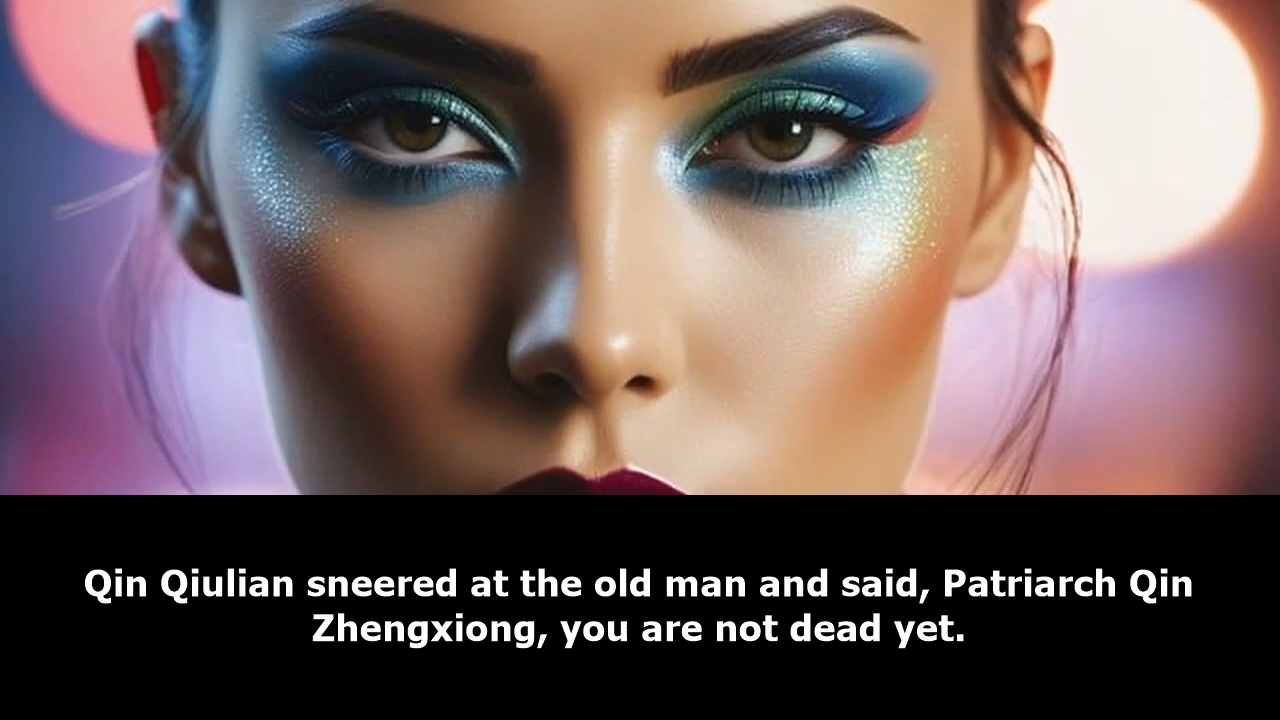 Qin Qiulian sneered at the old man and said, Patriarch Qin
Zhengxiong, you are not dead yet.